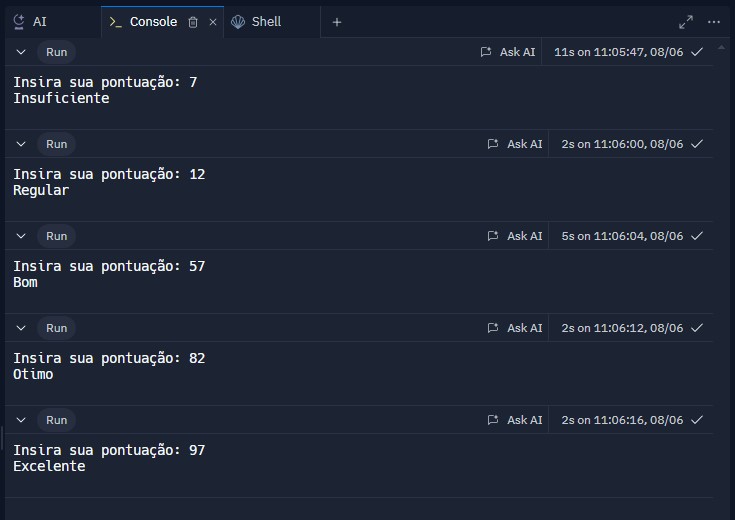 AI Console Shell
Run Ask AI 11s on 11:05:47, 08/06
Insira sua pontuação: 7
Insuficiente
Run Ask AI 2s on 11:06:00, 08/06
Insira sua pontuação: 12
Regular
Run Ask AI 5s on 11:06:04, 08/06
Insira sua pontuação: 57
Bom
Run Ask AI 2s on 11:06:12, 08/06
Insira sua pontuação: 82
Otimo
Run Ask AI 2s on 11:06:16, 08/06
Insira sua pontuação: 97
Excelente